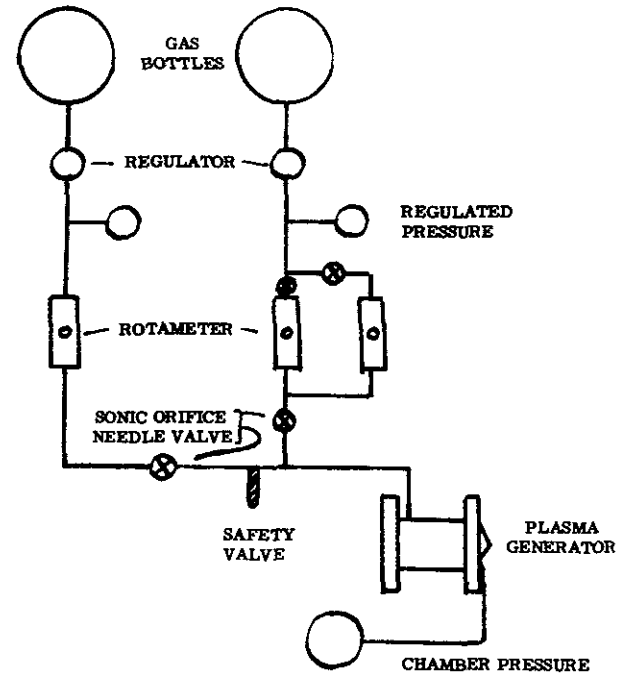 GAS
BOTTLES
REGULATOR
REGULATED
PRESSURE
ROTAMETER
SONIC ORIFICE
NEEDLE VALVE
SAFETY
VALVE
PLASMA
GENERATOR
CHAMBER PRESSURE